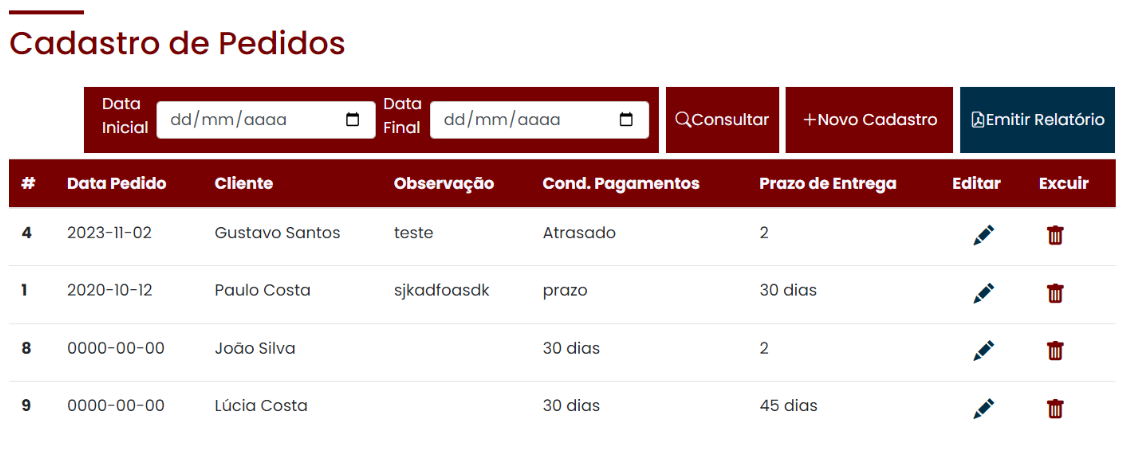 Cadastro de Pedidos
Data Inicial dd/mm/aaaa Data Final dd/mm/aaaa Consultar +Novo Cadastro Emitir Relatório
# Data Pedido Cliente Observação Cond. Pagamentos Prazo de Entrega Editar Excuir
4 2023-11-02 Gustavo Santos teste Atrasado 2
1 2020-10-12 Paulo Costa sjkadfoasdk prazo 30 dias
8 0000-00-00 João Silva 30 dias 2
9 0000-00-00 Lúcia Costa 30 dias 45 dias